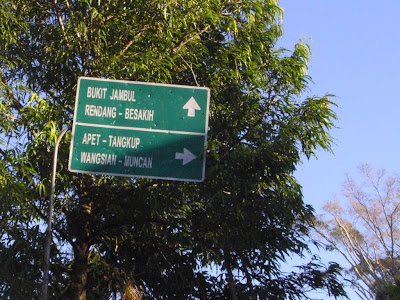 BUKIT JAMBUL
RENDANG - BESAKIH
APET - TANGKUP
WANGSIAN - MUNCAN